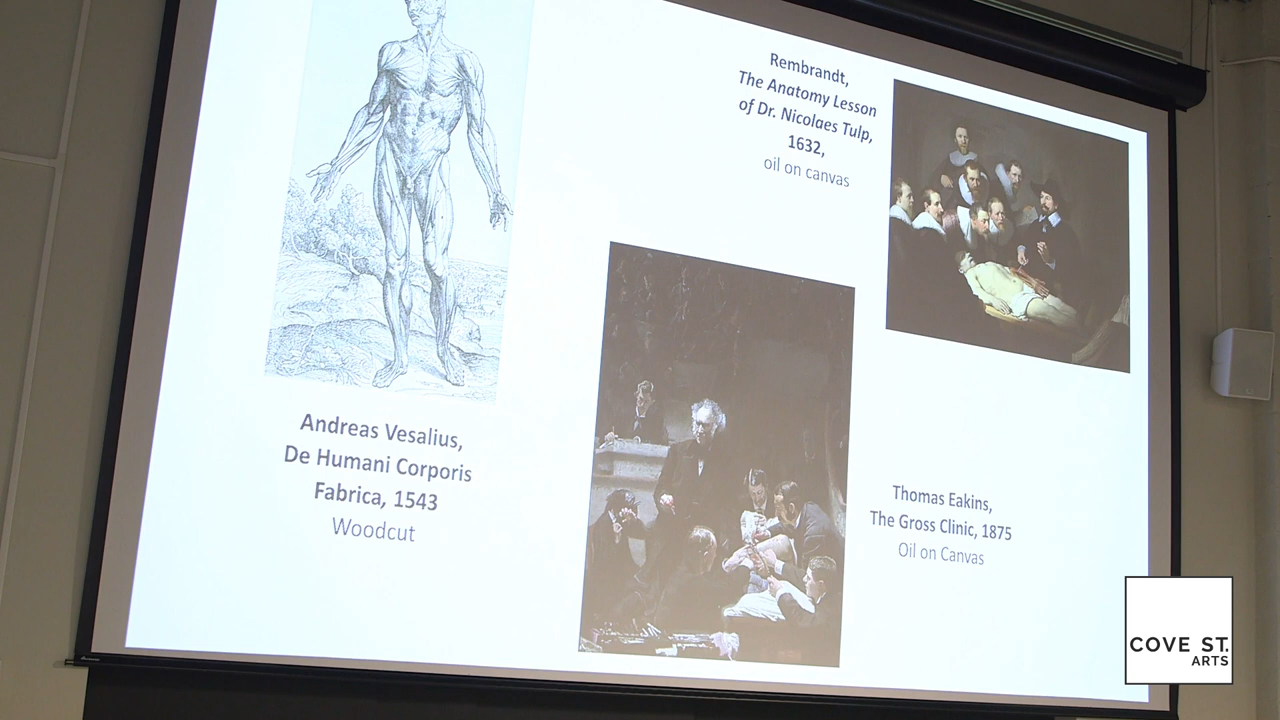 Rembrandt,
The Anatomy Lesson
of Dr. Nicolaes Tulp,
1632,
oil on canvas
Andreas Vesalius,
De Humani Corporis
Fabrica, 1543
Woodcut
Thomas Eakins,
The Gross Clinic, 1875
Oil on Canvas
COVE ST.
ARTS